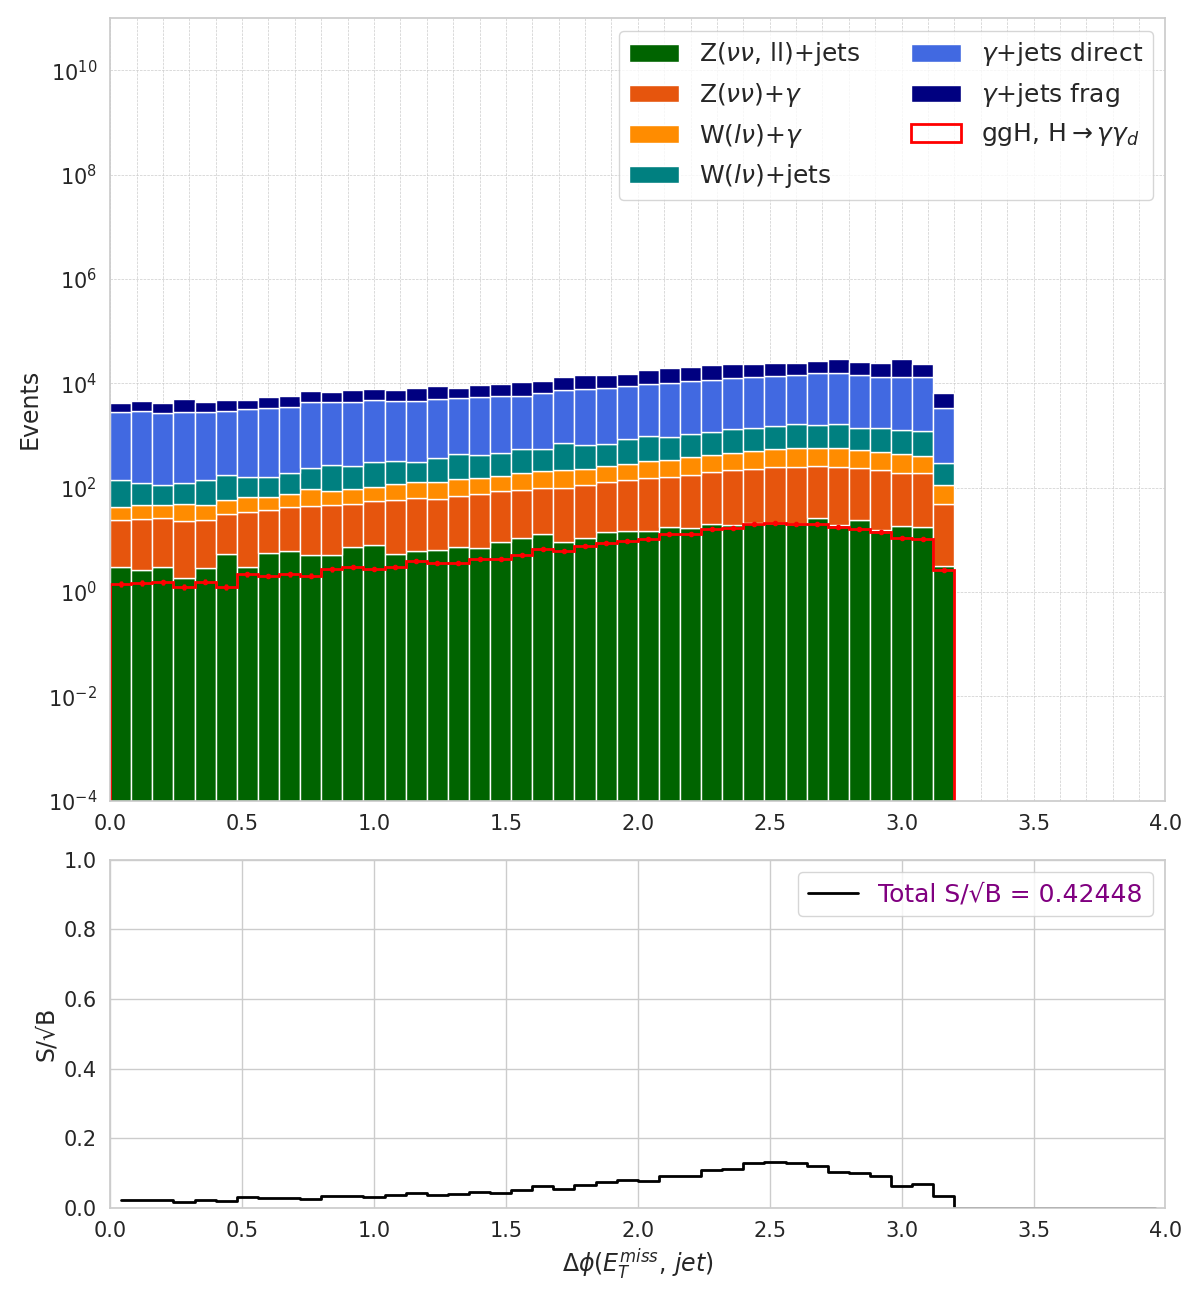 Z(νν, ll)+jets
Z(νν)+γ
W(lν)+γ
W(lν)+jets
γ+jets direct
γ+jets frag
ggH, H→γγ_d
Events
10^10
10^8
10^6
10^4
10^2
10^0
10^−2
10^−4
0.0 0.5 1.0 1.5 2.0 2.5 3.0 3.5 4.0
Total S/√B = 0.42448
S/√B
1.0
0.8
0.6
0.4
0.2
0.0
0.0 0.5 1.0 1.5 2.0 2.5 3.0 3.5 4.0
Δϕ(E_T^miss, jet)